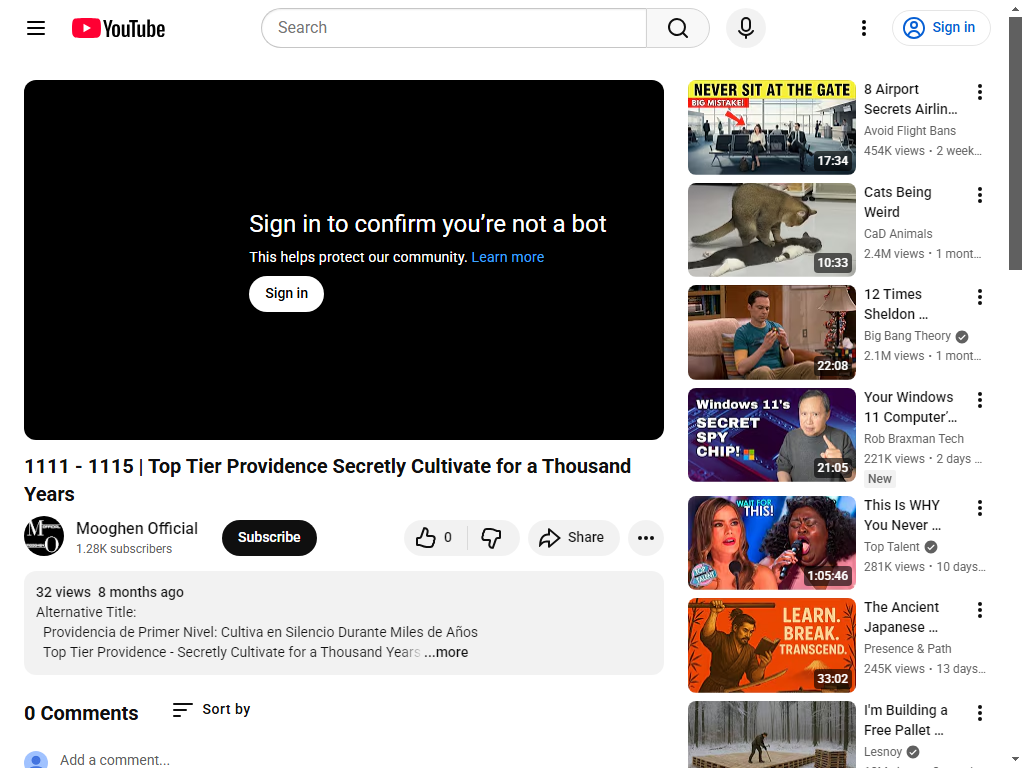 YouTube
Search
Sign in
Sign in to confirm you’re not a bot
This helps protect our community. Learn more
Sign in
1111 - 1115 | Top Tier Providence Secretly Cultivate for a Thousand
Years
Mooghen Official
1.28K subscribers
Subscribe
0
Share
32 views 8 months ago
Alternative Title:
Providencia de Primer Nivel: Cultiva en Silencio Durante Miles de Años
Top Tier Providence - Secretly Cultivate for a Thousand Years ...more
0 Comments
Sort by
Add a comment...
NEVER SIT AT THE GATE
BIG MISTAKE!
17:34
8 Airport
Secrets Airlin...
Avoid Flight Bans
454K views • 2 week...
10:33
Cats Being
Weird
CaD Animals
2.4M views • 1 mont...
22:08
12 Times
Sheldon ...
Big Bang Theory
2.1M views • 1 mont...
Windows 11's
SECRET
SPY
CHIP!
21:05
Your Windows
11 Computer’...
Rob Braxman Tech
221K views • 2 days ...
New
WAIT FOR
THIS!
TOP
TALENT
1:05:46
This Is WHY
You Never ...
Top Talent
281K views • 10 days...
LEARN.
BREAK.
TRANSCEND.
33:02
The Ancient
Japanese ...
Presence & Path
245K views • 13 days...
I'm Building a
Free Pallet ...
Lesnoy